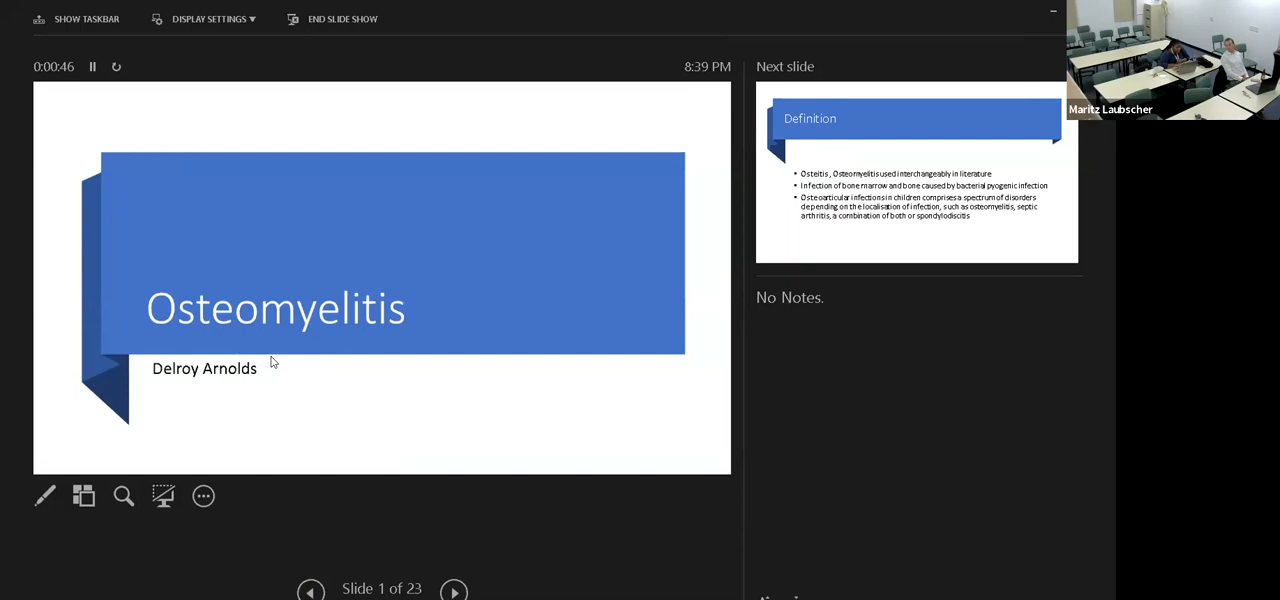 SHOW TASKBAR
DISPLAY SETTINGS ▼
END SLIDE SHOW
0:00:46
8:39 PM
Next slide
Maritz Laubscher
Definition
• Osteitis , Osteomyelitis used interchangeably in literature
• Infection of bone marrow and bone caused by bacterial pyogenic infection
• Osteoarticular infections in children comprises a spectrum of disorders
depending on the localisation of infection, such as osteomyelitis, septic
arthritis, a combination of both or spondylodiscitis
Osteomyelitis
Delroy Arnolds
No Notes.
Slide 1 of 23